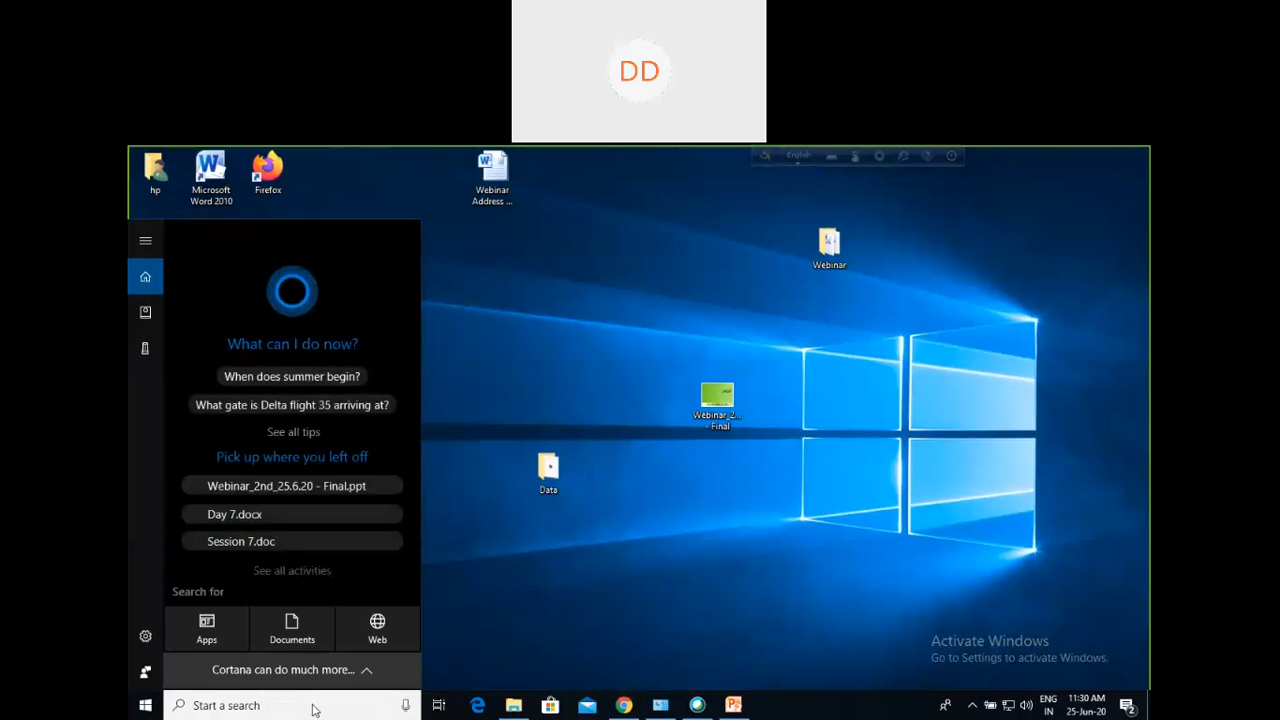 DD
English
hp
Microsoft
Word 2010
Firefox
Webinar
Address ...
Webinar
What can I do now?
When does summer begin?
What gate is Delta flight 35 arriving at?
See all tips
Pick up where you left off
Webinar_2nd_25.6.20 - Final.ppt
Day 7.docx
Session 7.doc
See all activities
Search for
Apps
Documents
Web
Cortana can do much more...
Start a search
Webinar_2...
- Final
Data
Activate Windows
Go to Settings to activate Windows.
ENG
IN
11:30 AM
25-Jun-20
2